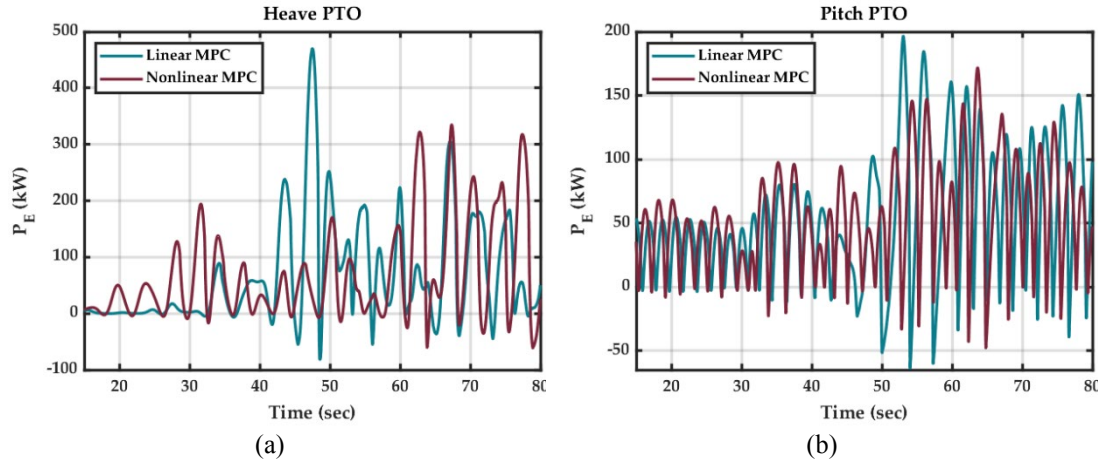 Heave PTO
500
400
300
200
100
0
-100
P_E (kW)
Linear MPC
Nonlinear MPC
20 30 40 50 60 70 80
Time (sec)
(a)
Pitch PTO
200
150
100
50
0
-50
P_E (kW)
Linear MPC
Nonlinear MPC
20 30 40 50 60 70 80
Time (sec)
(b)